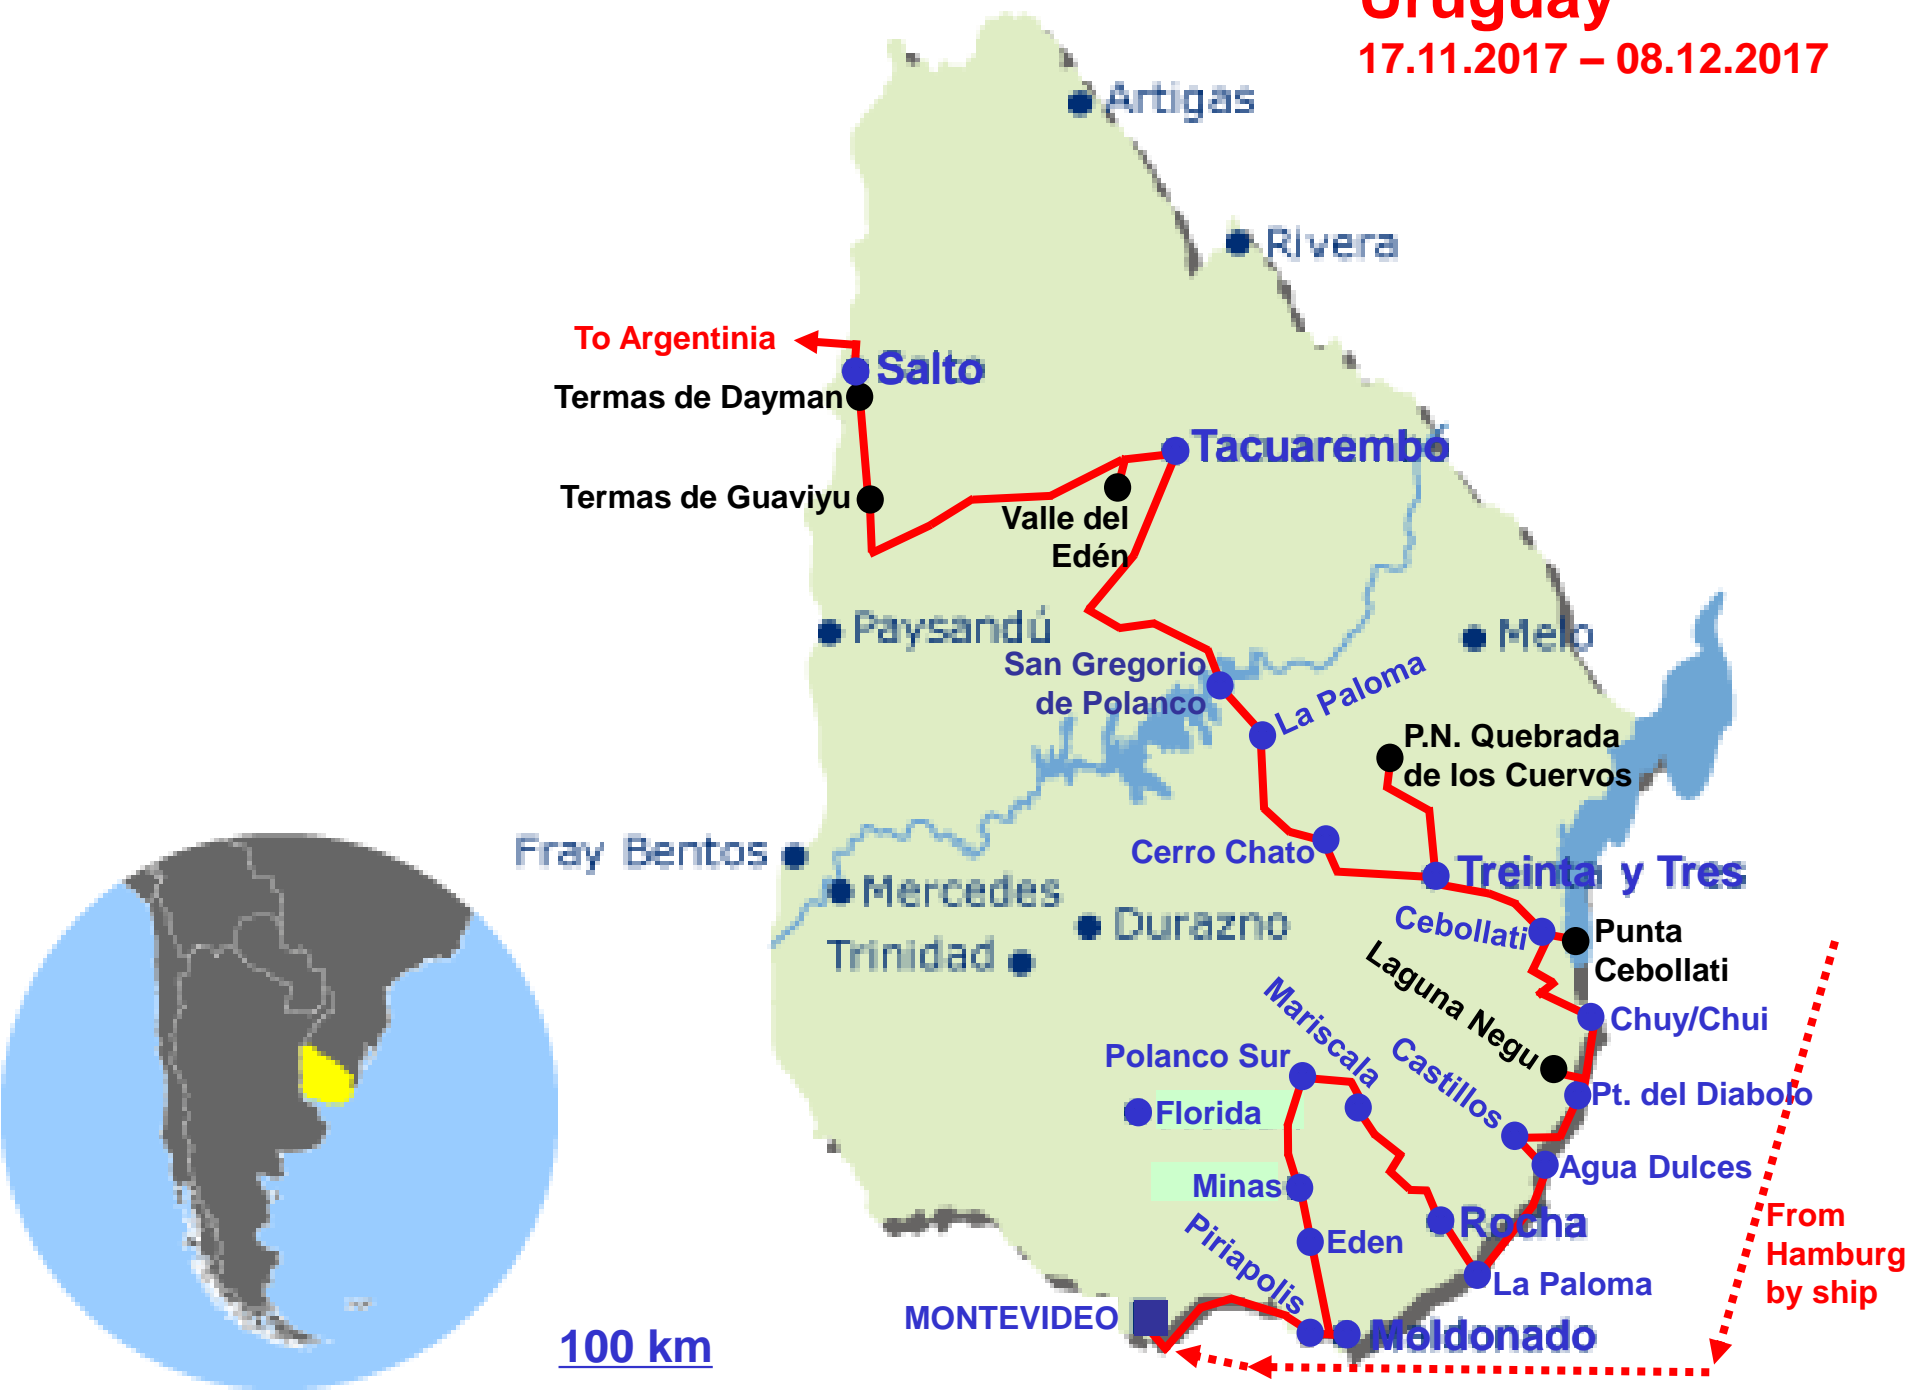 Uruguay
17.11.2017 – 08.12.2017
Artigas
Rivera
To Argentinia
Salto
Termas de Dayman
Tacuarembó
Termas de Guaviyu
Valle del
Edén
Paysandú
Melo
San Gregorio
de Polanco
La Paloma
P.N. Quebrada
de los Cuervos
Fray Bentos
Cerro Chato
Treinta y Tres
Mercedes
Cebollati
Durazno
Punta
Cebollati
Trinidad
Laguna Negu
Mariscala
Chuy/Chui
Castillos
Polanco Sur
Pt. del Diabolo
Florida
Agua Dulces
Minas
Piriapolis
Rocha
Eden
From
Hamburg
by ship
La Paloma
MONTEVIDEO
Meldonado
100 km